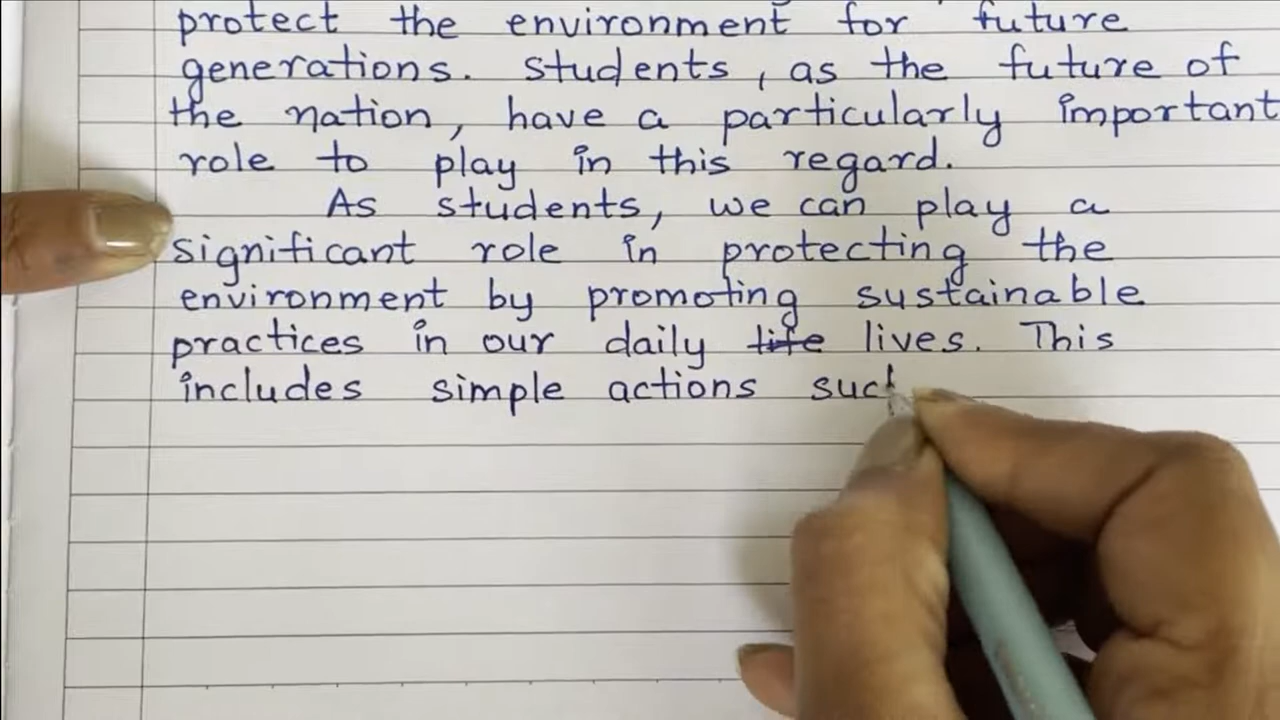 protect the environment for future
generations. students, as the future of
the nation, have a particularly important
role to play in this regard.
As students, we can play a
significant role in protecting the
environment by promoting sustainable
practices in our daily life lives. This
includes simple actions such